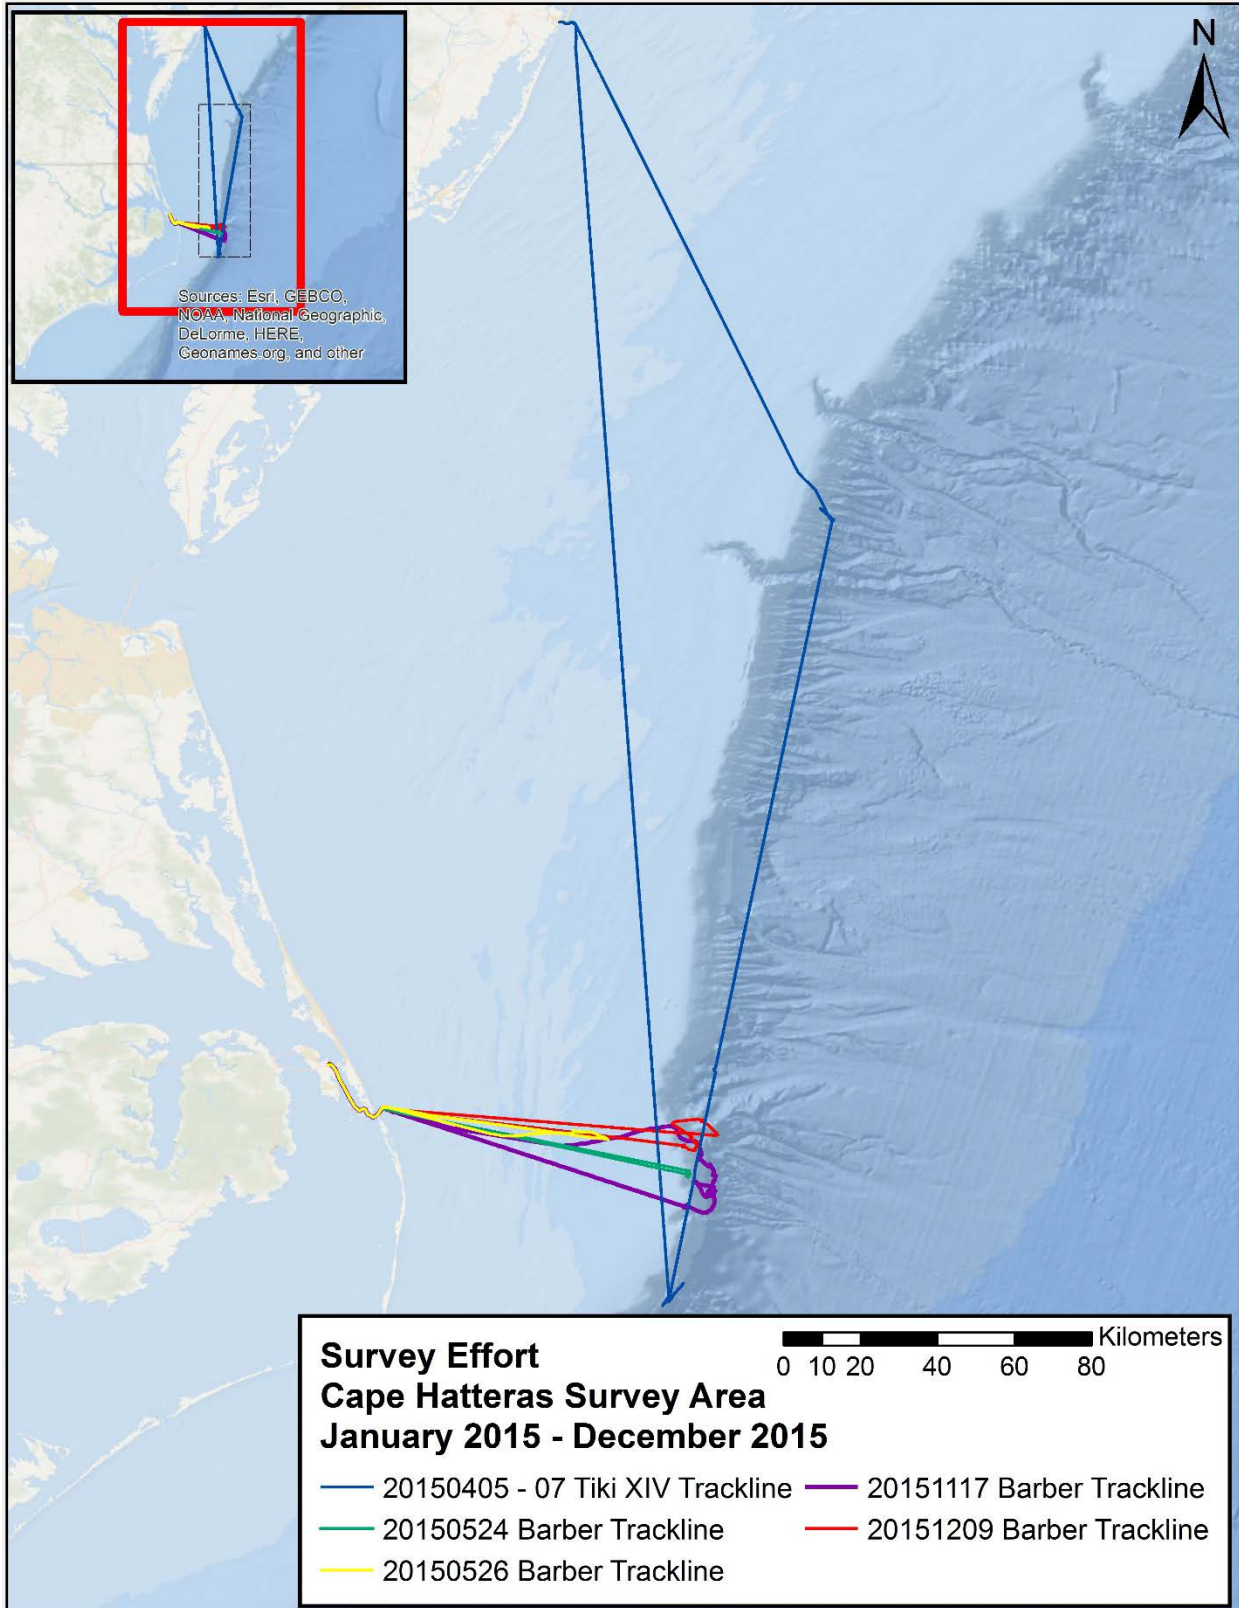 N
Sources: Esri, GEBCO,
NOAA, National Geographic,
DeLorme, HERE,
Geonames.org, and other
Survey Effort
Cape Hatteras Survey Area
January 2015 - December 2015
Kilometers
0 10 20 40 60 80
20150405 - 07 Tiki XIV Trackline
20150524 Barber Trackline
20150526 Barber Trackline
20151117 Barber Trackline
20151209 Barber Trackline